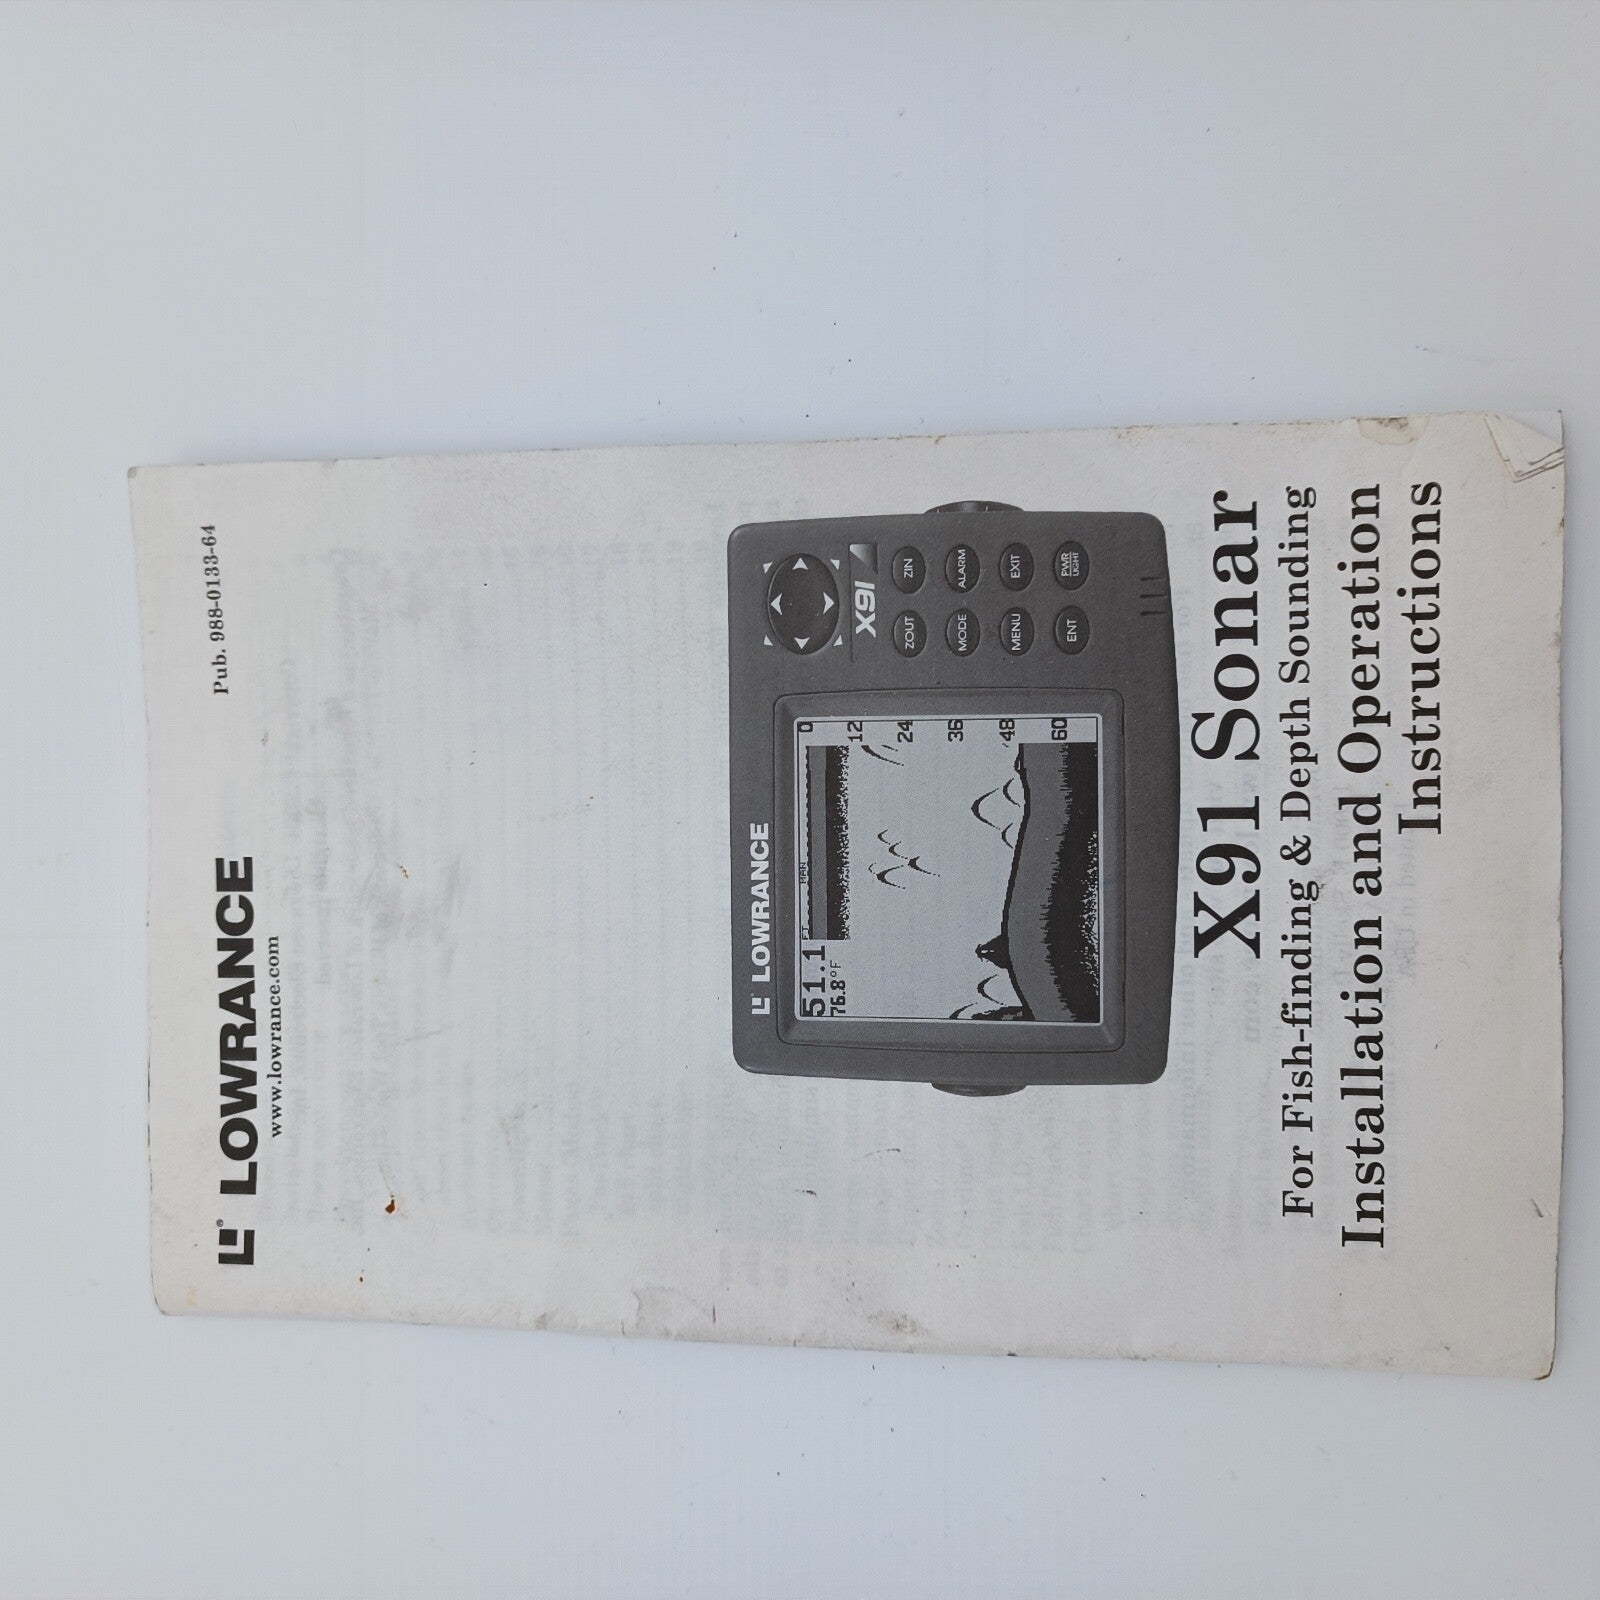 Pub. 988-0133-64
LOWRANCE®
www.lowrance.com
LOWRANCE
51.1 FT
MAN
76.8°F
0
12
24
36
48
60
X91
ZOUT ZIN
MODE ALARM
MENU EXIT
ENT PWR LIGHT
X91 Sonar
For Fish-finding & Depth Sounding
Installation and Operation
Instructions